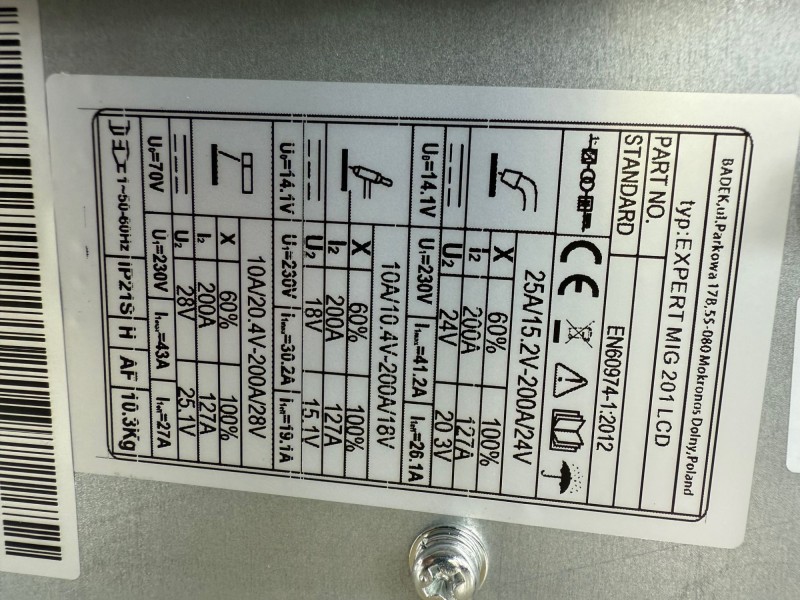 BADEK,ul.Parkowa 178,55-080 Mokronos Dolny,Poland
typ: EXPERT MIG 201 LCD
PART NO.
STANDARD EN60974-1:2012
CE
25A/15.2V-200A/24V
X 60% 100%
I2 200A 127A
U2 24V 20.3V
U0=14.1V U1=230V I1max=41.2A I1eff=26.1A
10A/10.4V-200A/18V
X 60% 100%
I2 200A 127A
U2 18V 15.1V
U0=14.1V U1=230V I1max=30.2A I1eff=19.1A
10A/20.4V-200A/28V
X 60% 100%
I2 200A 127A
U2 28V 25.1V
U0=70V U1=230V I1max=43A I1eff=27A
1~50-60Hz IP21S H AF 10.3Kg